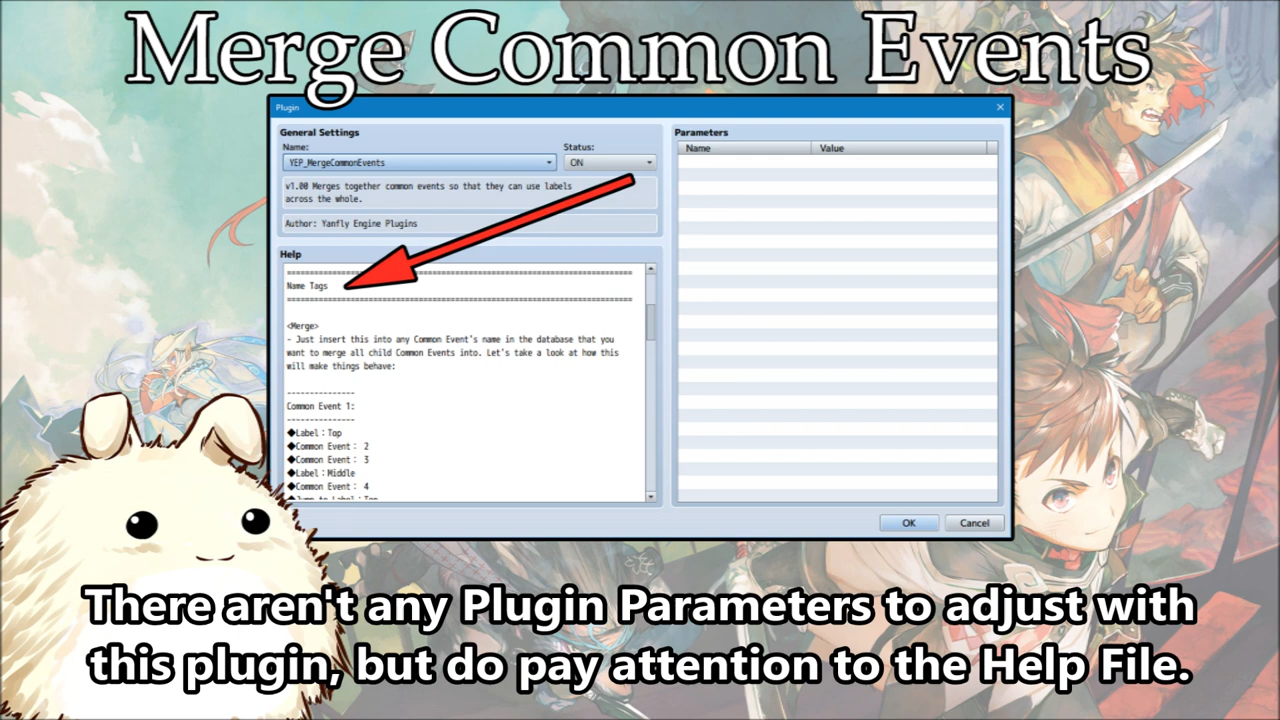 Merge Common Events
Plugin
General Settings
Name:
Status:
YEP_MergeCommonEvents
ON
v1.00 Merges together common events so that they can use labels
across the whole.
Author: Yanfly Engine Plugins
Help
================================================================================
Name Tags
================================================================================
<Merge>
- Just insert this into any Common Event's name in the database that you
want to merge all child Common Events into. Let's take a look at how this
will make things behave:
---------------
Common Event 1:
---------------
◆Label：Top
◆Common Event： 2
◆Common Event： 3
◆Label：Middle
◆Common Event： 4
◆Jump to Label：Top
Parameters
Name
Value
OK
Cancel
There aren't any Plugin Parameters to adjust with
this plugin, but do pay attention to the Help File.